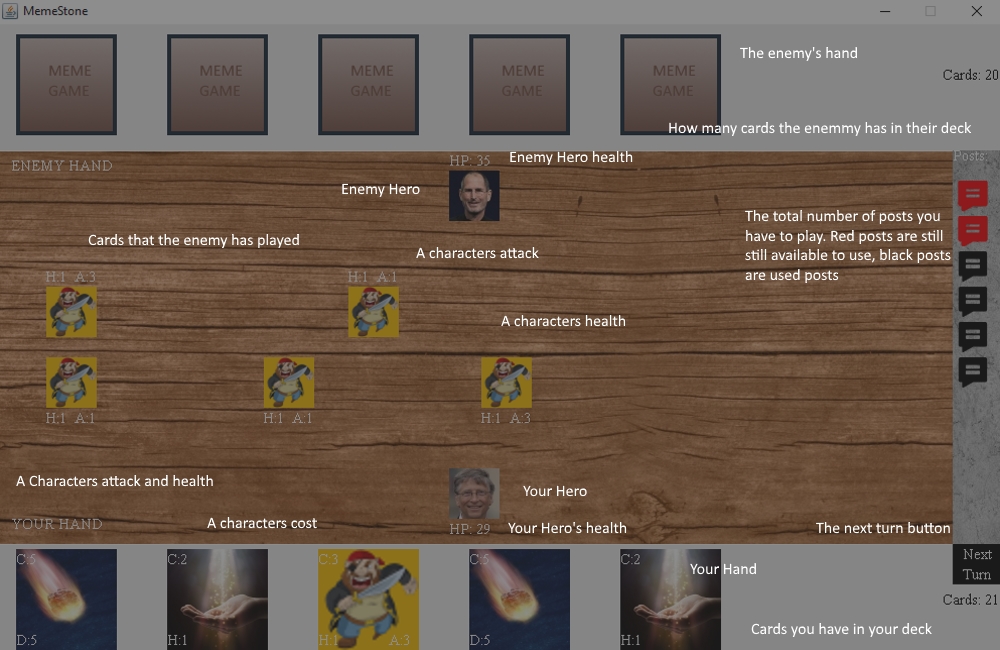 MemeStone
MEME
GAME
MEME
GAME
MEME
GAME
MEME
GAME
MEME
GAME
The enemy's hand
Cards: 20
How many cards the enemmy has in their deck
ENEMY HAND
HP: 35
Enemy Hero health
Posts:
Enemy Hero
The total number of posts you
have to play. Red posts are still
still available to use, black posts
are used posts
Cards that the enemy has played
A characters attack
H:1 A:3
H:1 A:1
A characters health
H:1 A:1
H:1 A:1
H:1 A:3
A Characters attack and health
Your Hero
YOUR HAND
A characters cost
HP: 29
Your Hero's health
The next turn button
Next
Turn
C:5
C:2
C:3
C:5
C:2
Your Hand
Cards: 21
Cards you have in your deck
D:5
H:1
H:1 A:3
D:5
H:1